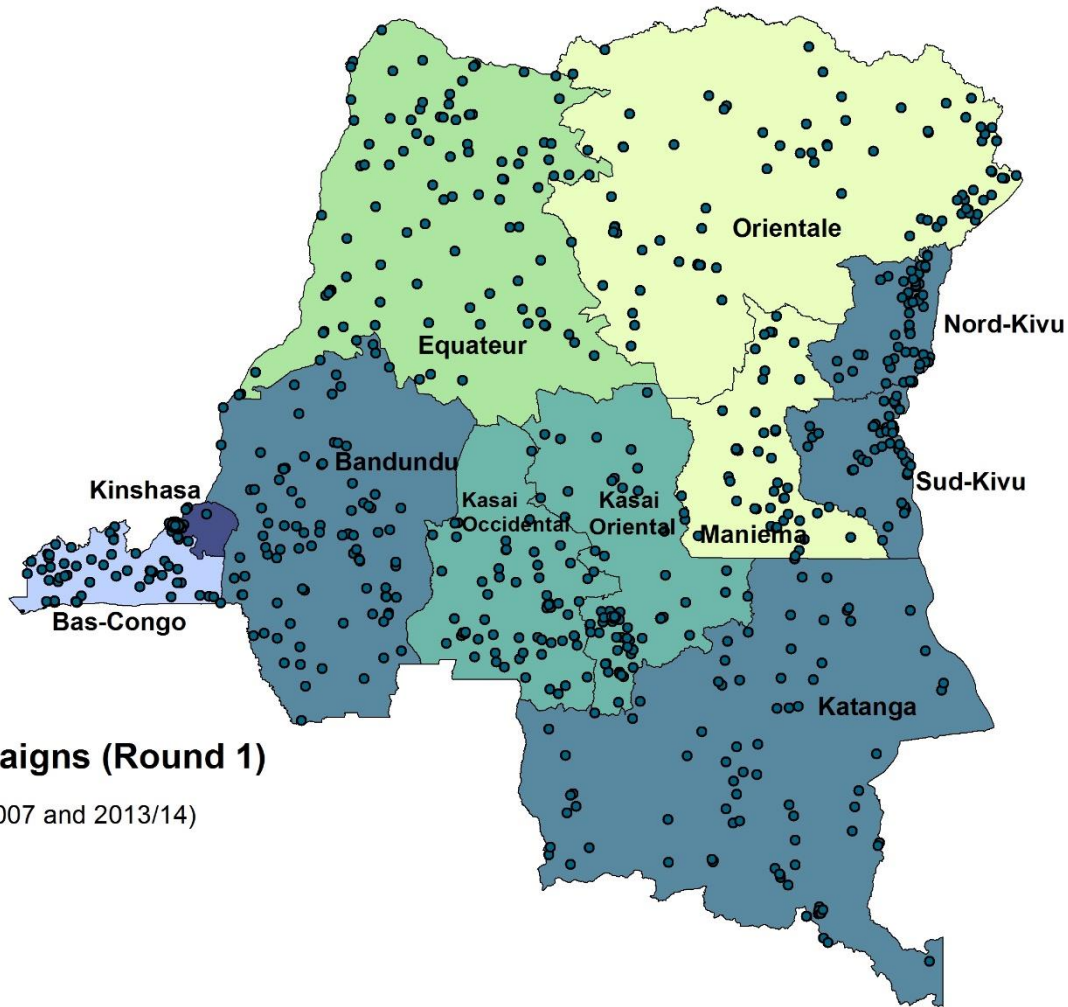 Orientale
Nord-Kivu
Equateur
Bandundu
Kasai
Occidental
Kasai
Oriental
Sud-Kivu
Kinshasa
Maniema
Bas-Congo
Katanga
aigns (Round 1)
007 and 2013/14)